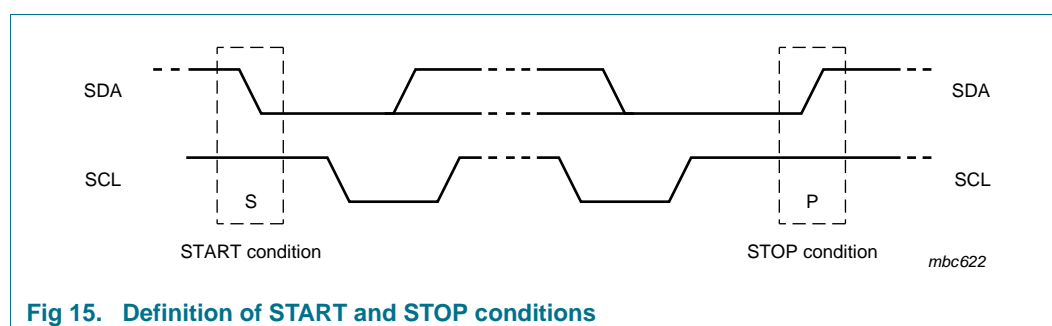 SDA
SDA
SCL
SCL
S
P
START condition
STOP condition
mbc622
Fig 15. Definition of START and STOP conditions